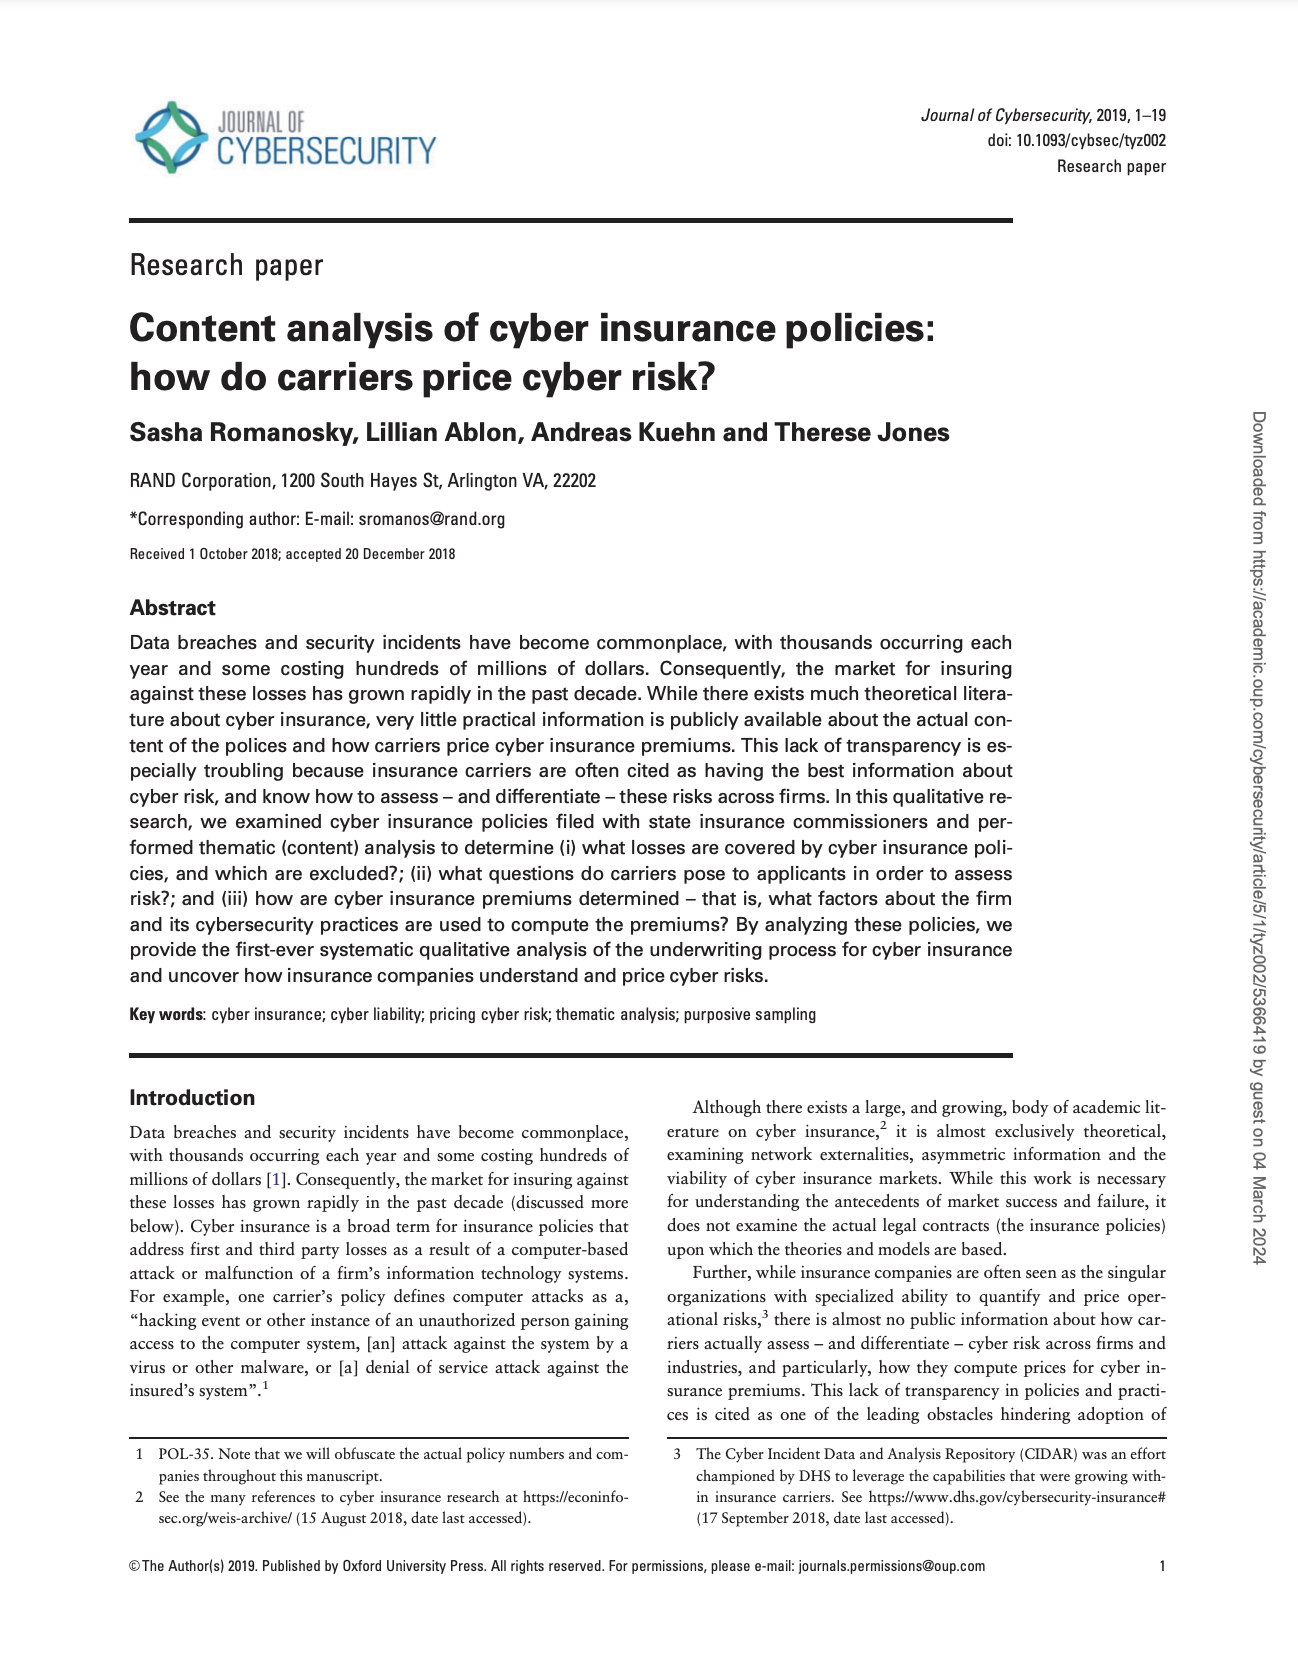 JOURNAL OF
CYBERSECURITY
Journal of Cybersecurity, 2019, 1–19
doi: 10.1093/cybsec/tyz002
Research paper
Research paper
Content analysis of cyber insurance policies:
how do carriers price cyber risk?
Sasha Romanosky, Lillian Ablon, Andreas Kuehn and Therese Jones
RAND Corporation, 1200 South Hayes St, Arlington VA, 22202
*Corresponding author: E-mail: sromanos@rand.org
Received 1 October 2018; accepted 20 December 2018
Abstract
Data breaches and security incidents have become commonplace, with thousands occurring each
year and some costing hundreds of millions of dollars. Consequently, the market for insuring
against these losses has grown rapidly in the past decade. While there exists much theoretical litera-
ture about cyber insurance, very little practical information is publicly available about the actual con-
tent of the polices and how carriers price cyber insurance premiums. This lack of transparency is es-
pecially troubling because insurance carriers are often cited as having the best information about
cyber risk, and know how to assess – and differentiate – these risks across firms. In this qualitative re-
search, we examined cyber insurance policies filed with state insurance commissioners and per-
formed thematic (content) analysis to determine (i) what losses are covered by cyber insurance poli-
cies, and which are excluded?; (ii) what questions do carriers pose to applicants in order to assess
risk?; and (iii) how are cyber insurance premiums determined – that is, what factors about the firm
and its cybersecurity practices are used to compute the premiums? By analyzing these policies, we
provide the first-ever systematic qualitative analysis of the underwriting process for cyber insurance
and uncover how insurance companies understand and price cyber risks.
Key words: cyber insurance; cyber liability; pricing cyber risk; thematic analysis; purposive sampling
Introduction
Data breaches and security incidents have become commonplace,
with thousands occurring each year and some costing hundreds of
millions of dollars [1]. Consequently, the market for insuring against
these losses has grown rapidly in the past decade (discussed more
below). Cyber insurance is a broad term for insurance policies that
address first and third party losses as a result of a computer-based
attack or malfunction of a firm's information technology systems.
For example, one carrier's policy defines computer attacks as a,
"hacking event or other instance of an unauthorized person gaining
access to the computer system, [an] attack against the system by a
virus or other malware, or [a] denial of service attack against the
insured's system".1
Although there exists a large, and growing, body of academic lit-
erature on cyber insurance,2 it is almost exclusively theoretical,
examining network externalities, asymmetric information and the
viability of cyber insurance markets. While this work is necessary
for understanding the antecedents of market success and failure, it
does not examine the actual legal contracts (the insurance policies)
upon which the theories and models are based.
Further, while insurance companies are often seen as the singular
organizations with specialized ability to quantify and price oper-
ational risks,3 there is almost no public information about how car-
riers actually assess – and differentiate – cyber risk across firms and
industries, and particularly, how they compute prices for cyber in-
surance premiums. This lack of transparency in policies and practi-
ces is cited as one of the leading obstacles hindering adoption of
1 POL-35. Note that we will obfuscate the actual policy numbers and com-
panies throughout this manuscript.
2 See the many references to cyber insurance research at https://econinfo-
sec.org/weis-archive/ (15 August 2018, date last accessed).
3 The Cyber Incident Data and Analysis Repository (CIDAR) was an effort
championed by DHS to leverage the capabilities that were growing with-
in insurance carriers. See https://www.dhs.gov/cybersecurity-insurance#
(17 September 2018, date last accessed).
© The Author(s) 2019. Published by Oxford University Press. All rights reserved. For permissions, please e-mail: journals.permissions@oup.com
1
Downloaded from https://academic.oup.com/cybersecurity/article/5/1/tyz002/5366419 by guest on 04 March 2024